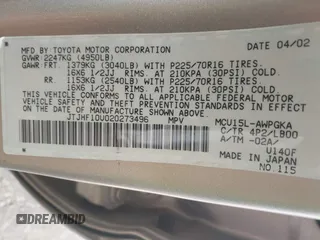 MFD. BY TOYOTA MOTOR CORPORATION 04/02
GVWR 2247KG (4950LB)
GAWR FRT 1379KG (3040LB) WITH P225/70R16 TIRES,
16X6 1/2JJ RIMS, AT 210KPA (30PSI) COLD.
RR 1153KG (2540LB) WITH P225/70R16 TIRES,
16X6 1/2JJ RIMS, AT 210KPA (30PSI) COLD.
THIS VEHICLE CONFORMS TO ALL APPLICABLE FEDERAL MOTOR
VEHICLE SAFETY STANDARDS IN EFFECT ON THE DATE OF
MANUFACTURE SHOWN ABOVE.
JTJHF10U020273496 MPV
MCU15L-AWPGKA
C/TR 4P2/LB00
A/TM -02A/
U140F
MADE IN JAPAN
NO.115
DREAMBID